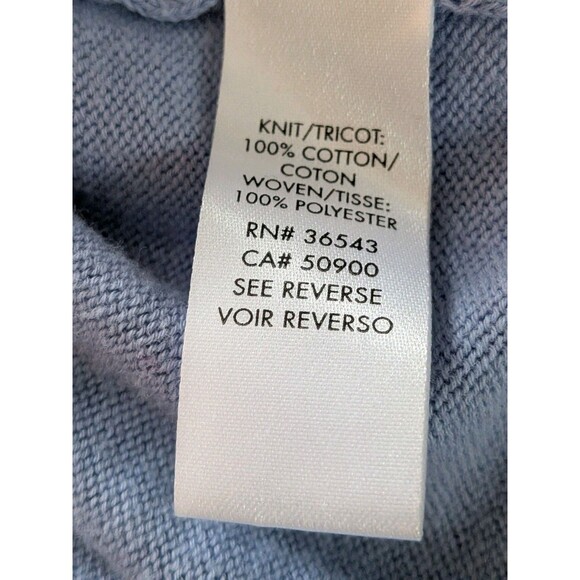 KNIT/TRICOT:
100% COTTON/
COTON
WOVEN/TISSE:
100% POLYESTER
RN# 36543
CA# 50900
SEE REVERSE
VOIR REVERSO